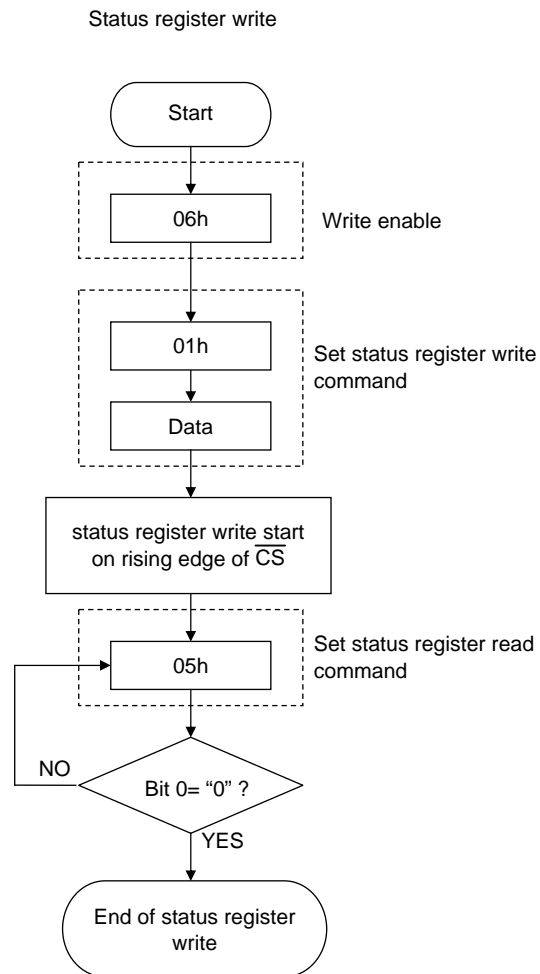 Status register write
Start
06h
Write enable
01h
Set status register write
command
Data
status register write start
on rising edge of C̅S̅
05h
Set status register read
command
NO
Bit 0= “0” ?
YES
End of status register
write